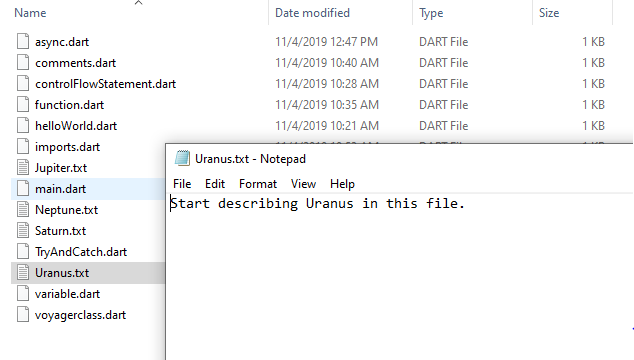 Name Date modified Type Size
async.dart 11/4/2019 12:47 PM DART File 1 KB
comments.dart 11/4/2019 10:40 AM DART File 1 KB
controlFlowStatement.dart 11/4/2019 10:28 AM DART File 1 KB
function.dart 11/4/2019 10:35 AM DART File 1 KB
helloWorld.dart 11/4/2019 10:21 AM DART File 1 KB
imports.dart
Jupiter.txt
main.dart
Neptune.txt
Saturn.txt
TryAndCatch.dart
Uranus.txt
variable.dart
voyagerclass.dart
Uranus.txt - Notepad
File Edit Format View Help
Start describing Uranus in this file.